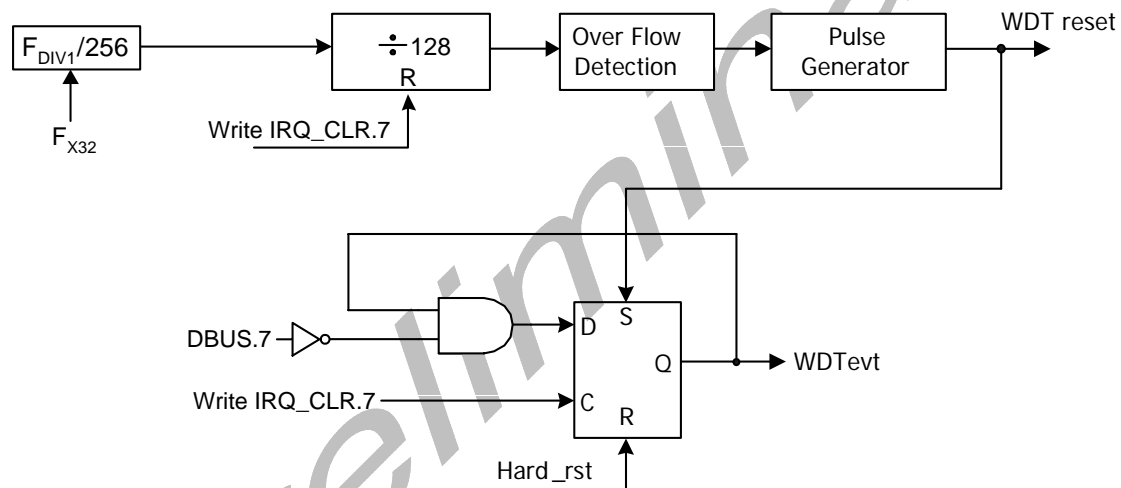 WDT reset
F_DIV1/256
÷128
R
Over Flow
Detection
Pulse
Generator
F_X32
Write IRQ_CLR.7
DBUS.7
D
S
Q
WDTevt
Write IRQ_CLR.7
C
R
Hard_rst
elimin